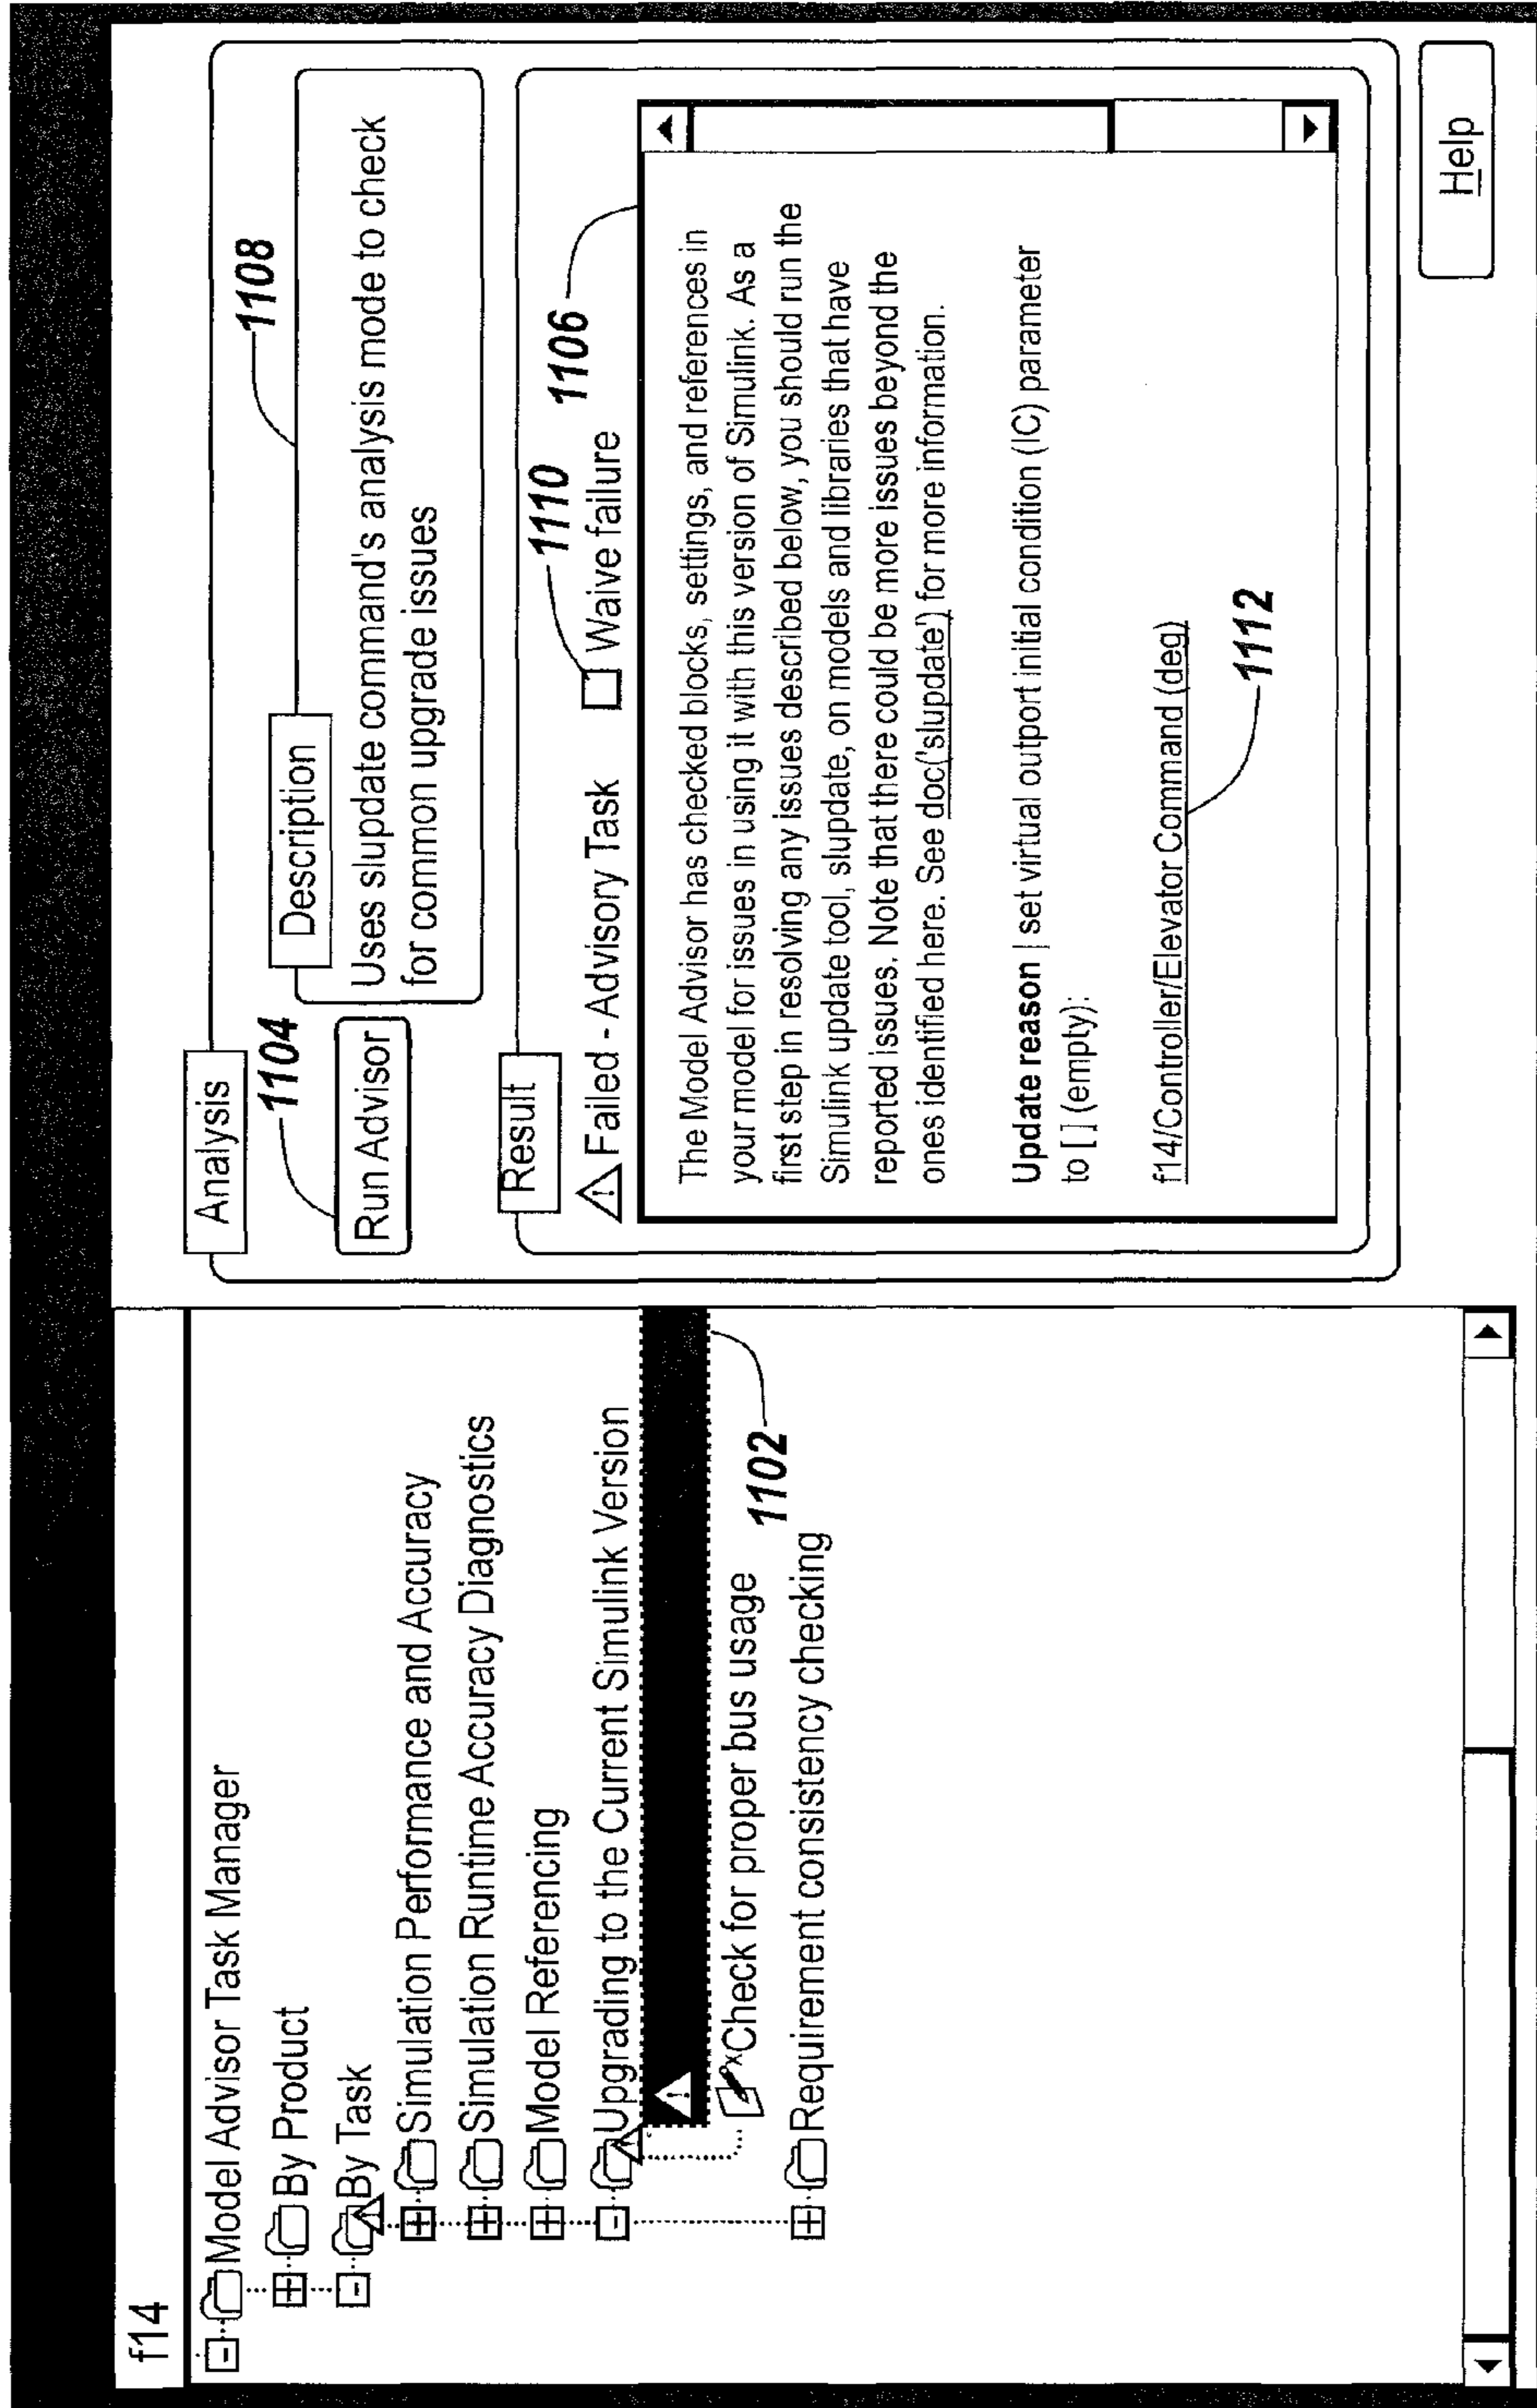 f14
Model Advisor Task Manager
By Product
By Task
Simulation Performance and Accuracy
Simulation Runtime Accuracy Diagnostics
Model Referencing
Upgrading to the Current Simulink Version
Check for proper bus usage
1102
Requirement consistency checking
Analysis
1104
Run Advisor
Description
1108
Uses slupdate command's analysis mode to check
for common upgrade issues
Result
1110
1106
Failed - Advisory Task
Waive failure
The Model Advisor has checked blocks, settings, and references in
your model for issues in using it with this version of Simulink. As a
first step in resolving any issues described below, you should run the
Simulink update tool, slupdate, on models and libraries that have
reported issues. Note that there could be more issues beyond the
ones identified here. See doc('slupdate') for more information.
Update reason | set virtual outport initial condition (IC) parameter
to [ ] (empty):
f14/Controller/Elevator Command (deg)
1112
Help